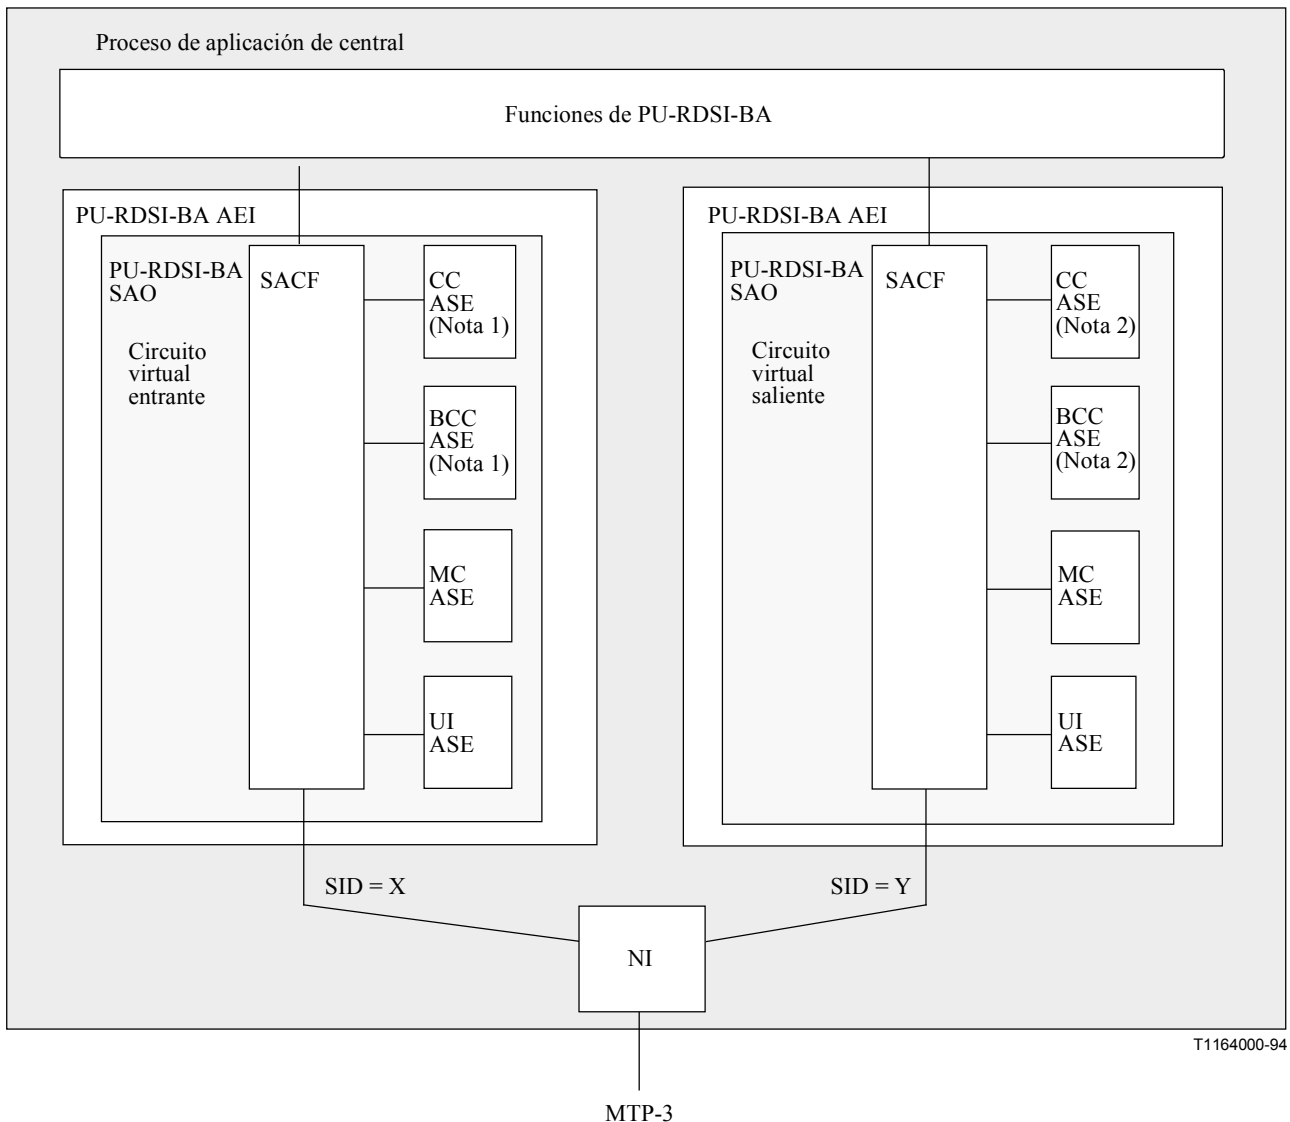 Proceso de aplicación de central
Funciones de PU-RDSI-BA
PU-RDSI-BA AEI
PU-RDSI-BA
SAO
Circuito
virtual
entrante
SACF
CC
ASE
(Nota 1)
BCC
ASE
(Nota 1)
MC
ASE
UI
ASE
PU-RDSI-BA AEI
PU-RDSI-BA
SAO
Circuito
virtual
saliente
SACF
CC
ASE
(Nota 2)
BCC
ASE
(Nota 2)
MC
ASE
UI
ASE
SID = X
SID = Y
NI
T1164000-94
MTP-3